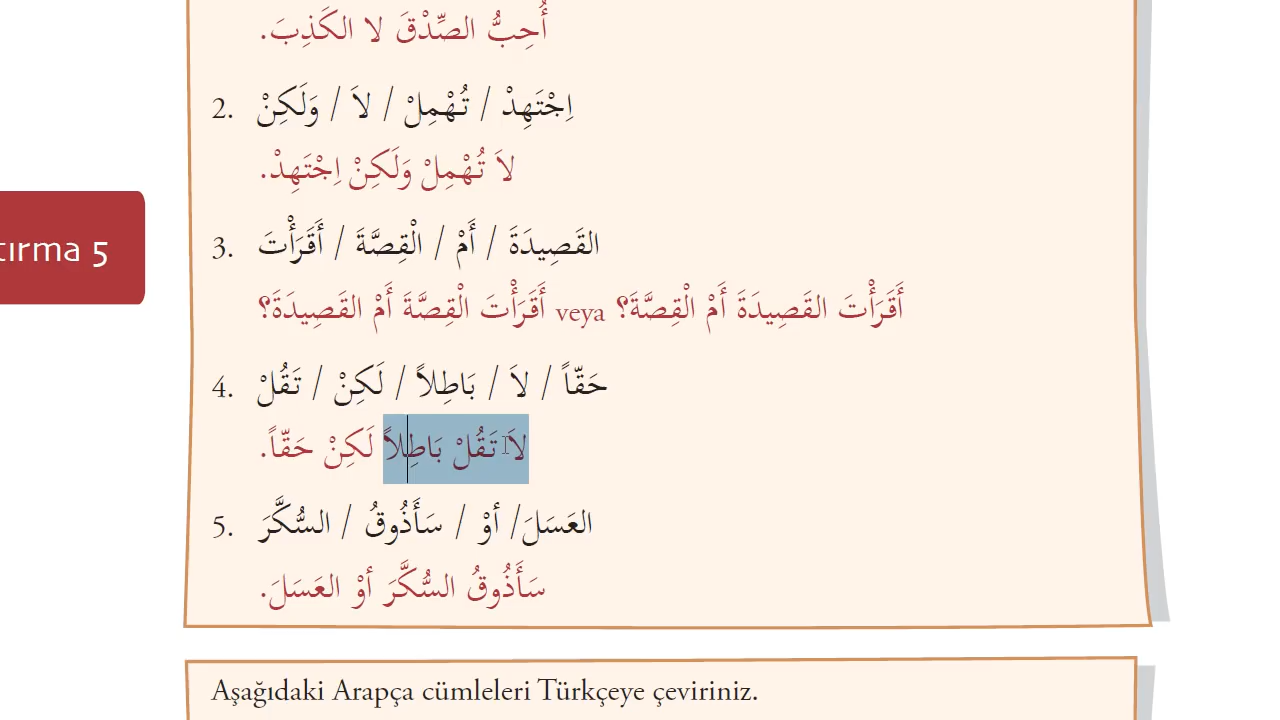 أُحِبُّ الصِّدْقَ لا الكَذِبَ.
2. اِجْتَهِدْ / تُهْمِلْ / لاَ / وَلَكِنْ
لاَ تُهْمِلْ وَلَكِنْ اِجْتَهِدْ.
tırma 5
3. القَصِيدَةَ / أَمْ / الْقِصَّةَ / أَقَرَأْتَ
أَقَرَأْتَ القَصِيدَةَ أَمْ الْقِصَّةَ؟ veya أَقَرَأْتَ الْقِصَّةَ أَمْ القَصِيدَةَ؟
4. حَقّاً / لاَ / بَاطِلاً / لَكِنْ / تَقُلْ
لاَ تَقُلْ بَاطِلاً لَكِنْ حَقّاً.
5. العَسَلَ/ أوْ / سَأَذُوقُ / السُّكَّرَ
سَأَذُوقُ السُّكَّرَ أوْ العَسَلَ.
Aşağıdaki Arapça cümleleri Türkçeye çeviriniz.